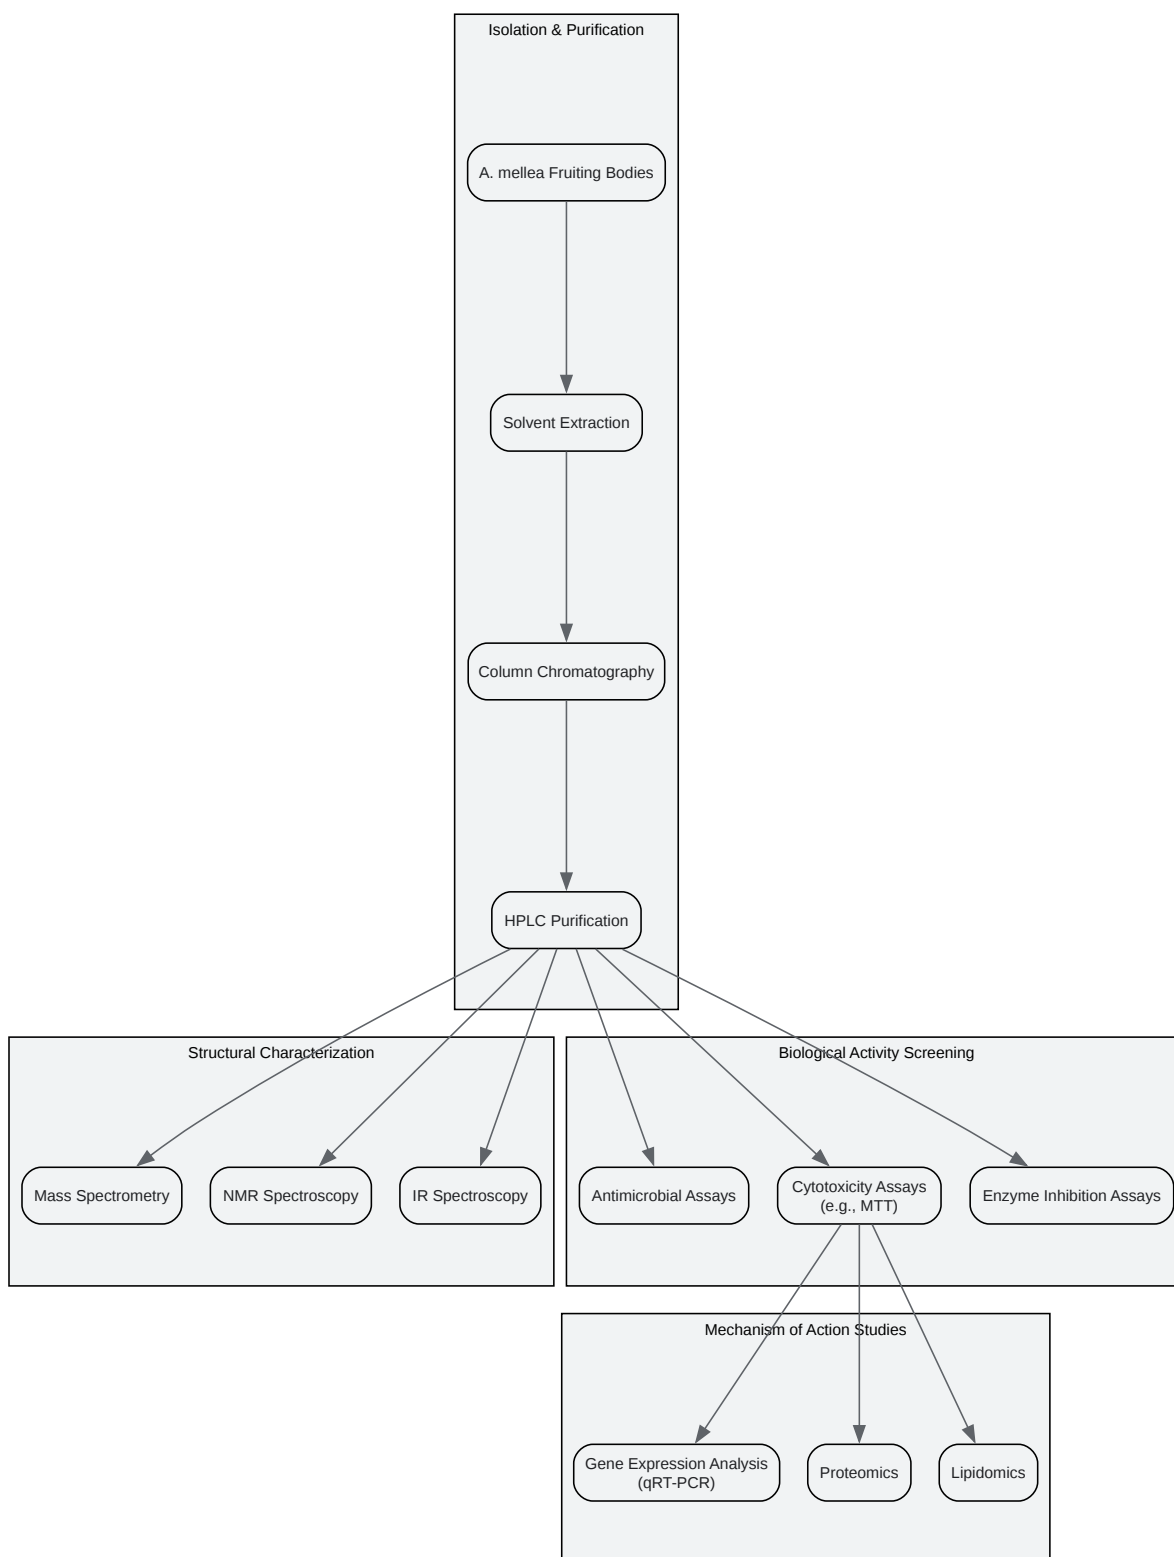 Isolation & Purification
A. mellea Fruiting Bodies
Solvent Extraction
Column Chromatography
HPLC Purification
Structural Characterization
Biological Activity Screening
Mass Spectrometry
NMR Spectroscopy
IR Spectroscopy
Antimicrobial Assays
Cytotoxicity Assays
(e.g., MTT)
Enzyme Inhibition Assays
Mechanism of Action Studies
Gene Expression Analysis
(qRT-PCR)
Proteomics
Lipidomics